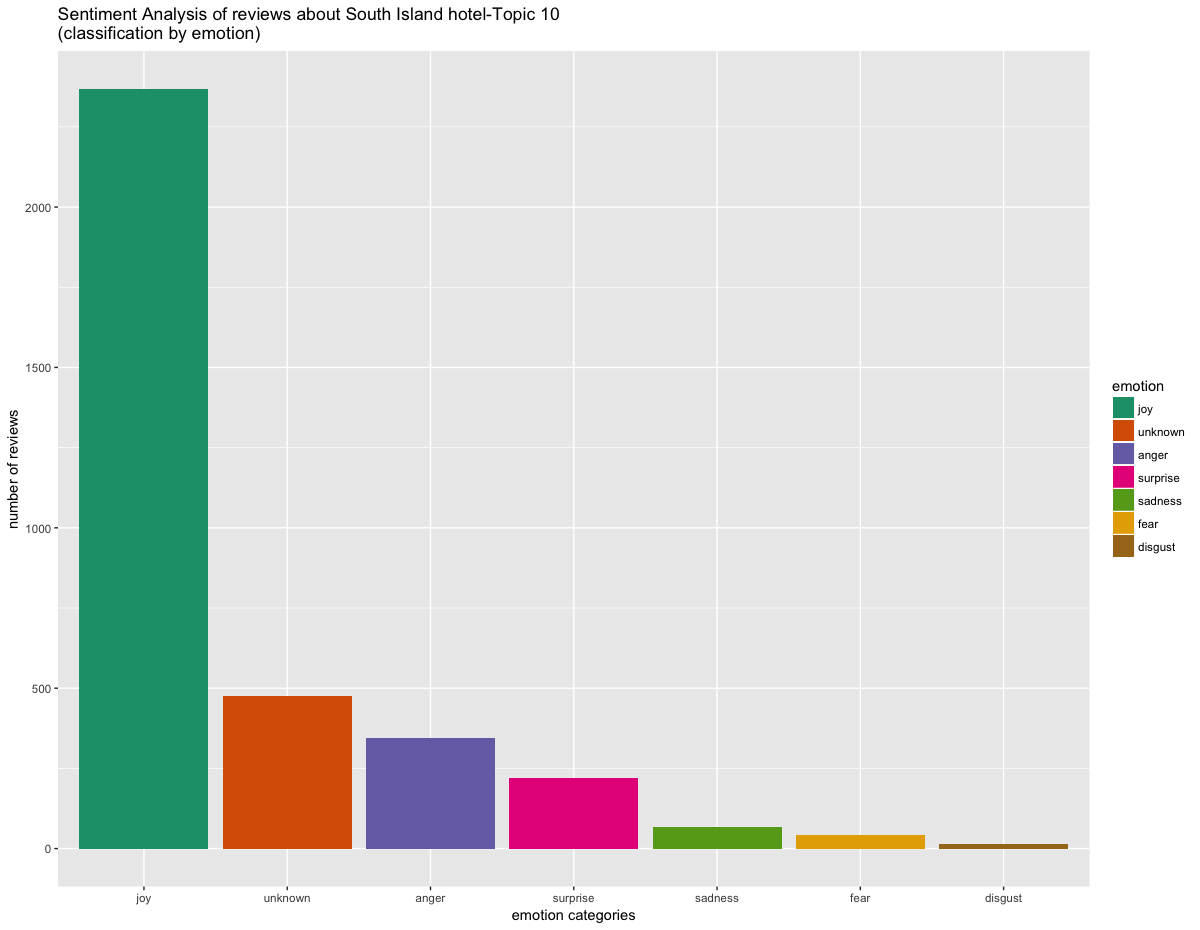 Sentiment Analysis of reviews about South Island hotel-Topic 10
(classification by emotion)
number of reviews
2000
1500
1000
500
0
joy
unknown
anger
surprise
sadness
fear
disgust
emotion categories
emotion
joy
unknown
anger
surprise
sadness
fear
disgust